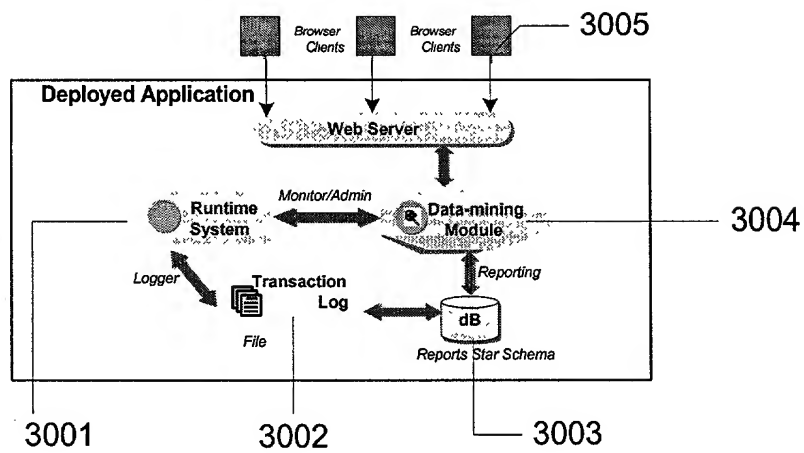 Browser Clients
Browser Clients
3005
Deployed Application
Web Server
Monitor/Admin
Runtime System
Data-mining Module
3004
Logger
Transaction Log
Reporting
File
dB
Reports Star Schema
3001
3002
3003